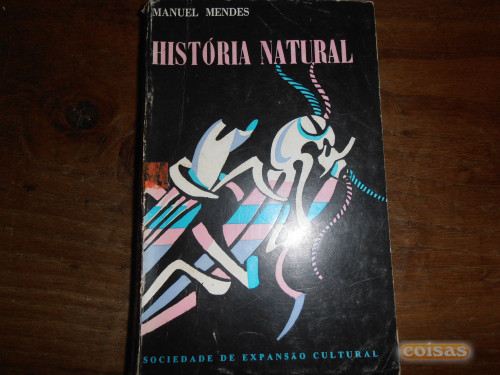 MANUEL MENDES
HISTÓRIA NATURAL
SOCIEDADE DE EXPANSÃO CULTURAL
coisas